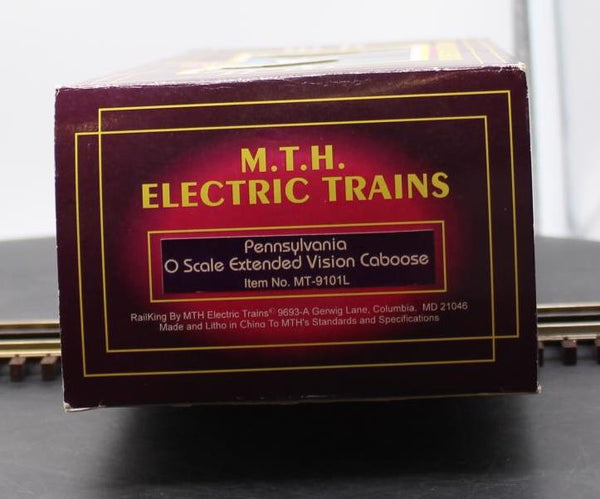 M.T.H.
ELECTRIC TRAINS
Pennsylvania
O Scale Extended Vision Caboose
Item No. MT-9101L
RailKing By MTH Electric Trains© 9693-A Gerwig Lane, Columbia. MD 21046
Made and Litho in China To MTH's Standards and Specifications